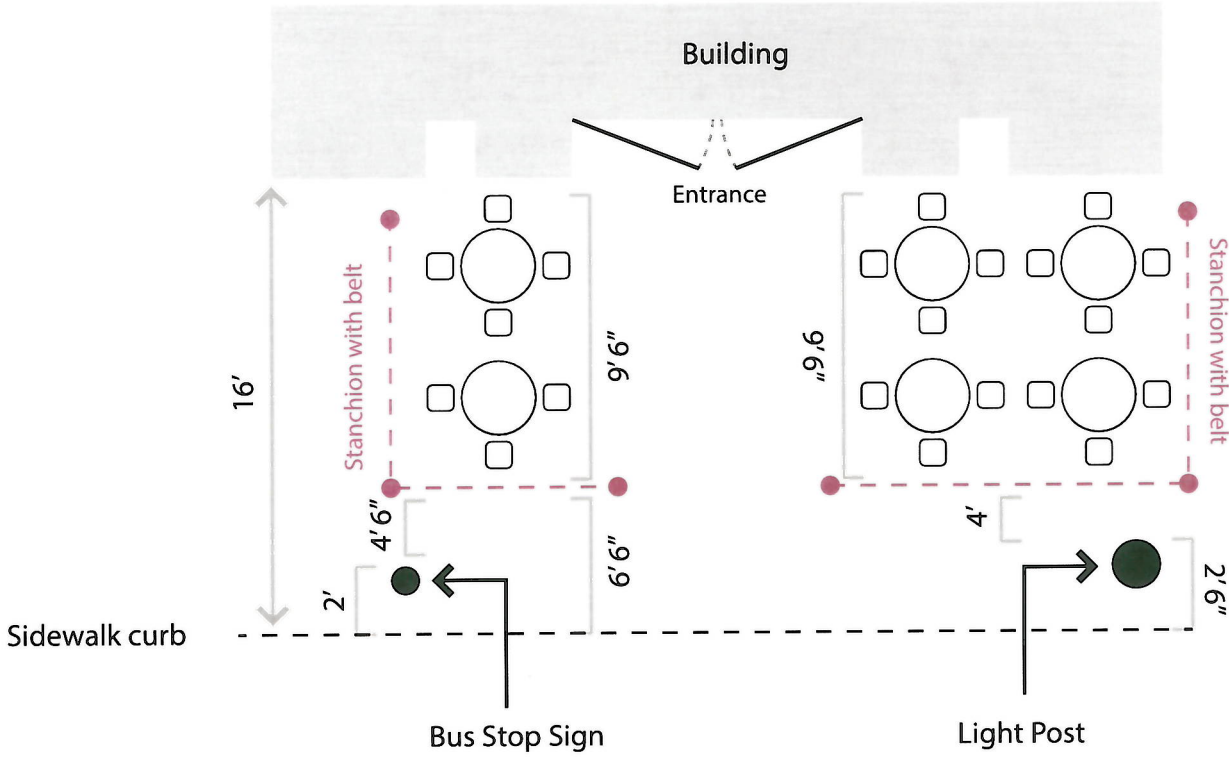 Building
Entrance
Stanchion with belt
Stanchion with belt
16'
9' 6"
9' 6"
4' 6"
6' 6"
4'
2'
2' 6"
Sidewalk curb
Bus Stop Sign
Light Post